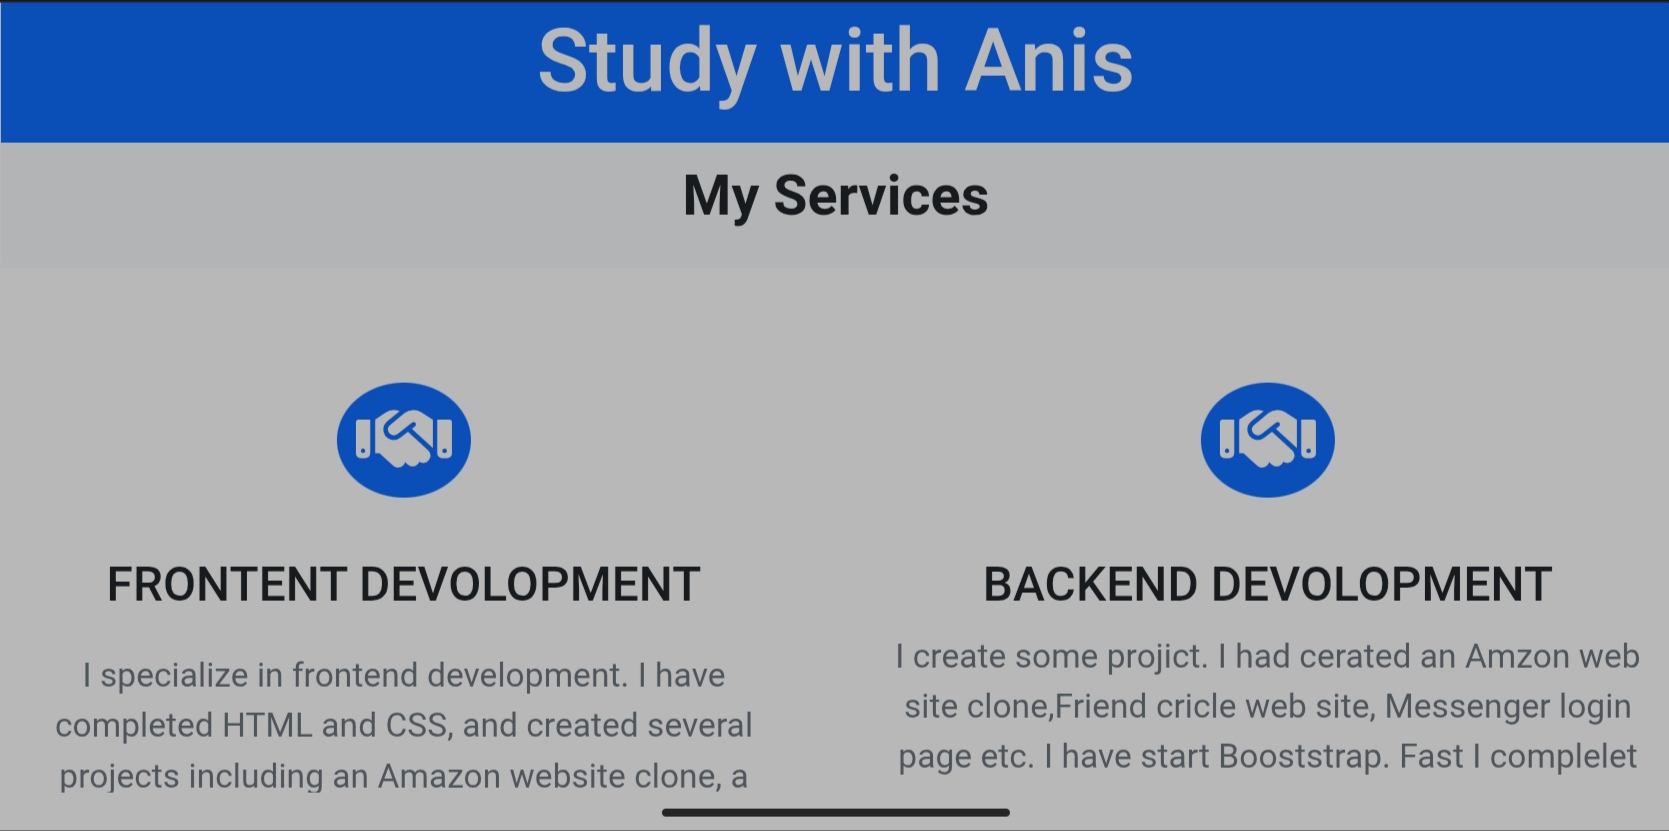 Study with Anis
My Services
FRONTENT DEVOLOPMENT
I specialize in frontend development. I have
completed HTML and CSS, and created several
projects including an Amazon website clone, a
BACKEND DEVOLOPMENT
I create some projict. I had cerated an Amzon web
site clone,Friend cricle web site, Messenger login
page etc. I have start Booststrap. Fast I complelet